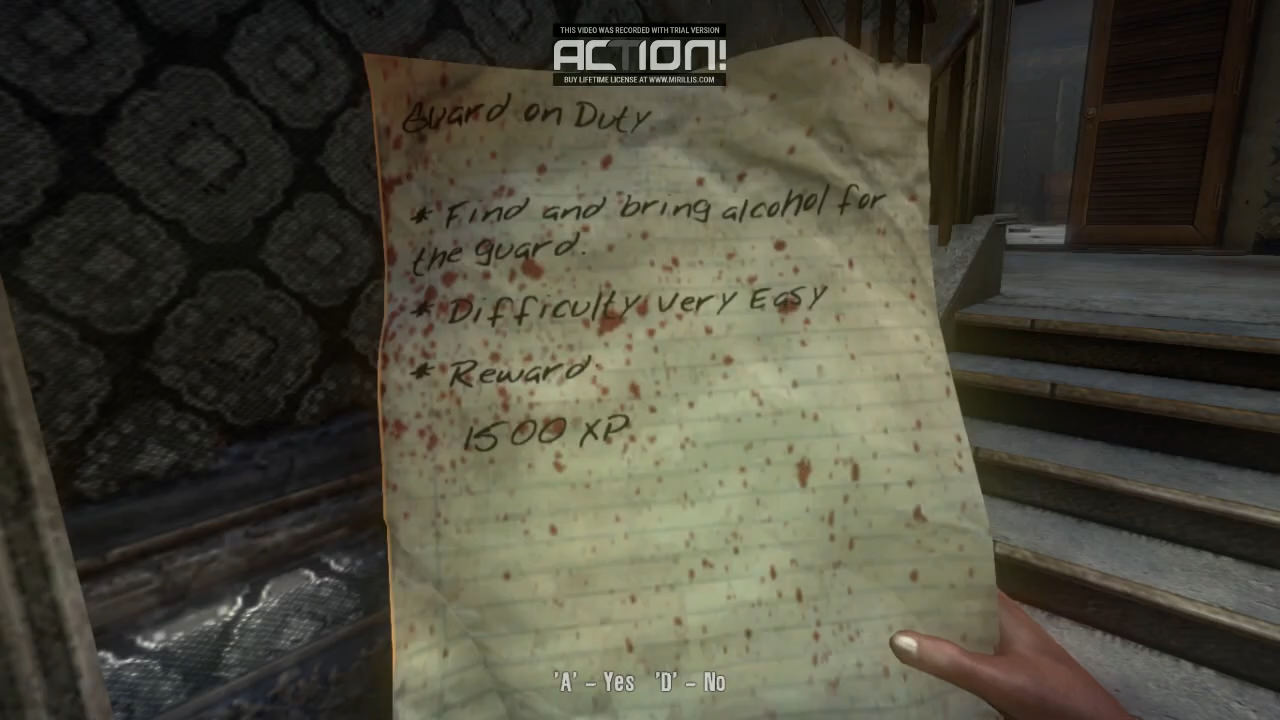 THIS VIDEO WAS RECORDED WITH TRIAL VERSION
ACTION!
BUY LIFETIME LICENSE AT WWW.MIRILLIS.COM
Guard on Duty
* Find and bring alcohol for
the guard.
* Difficulty very Easy
* Reward
1500 XP
'A' - Yes 'D' - No